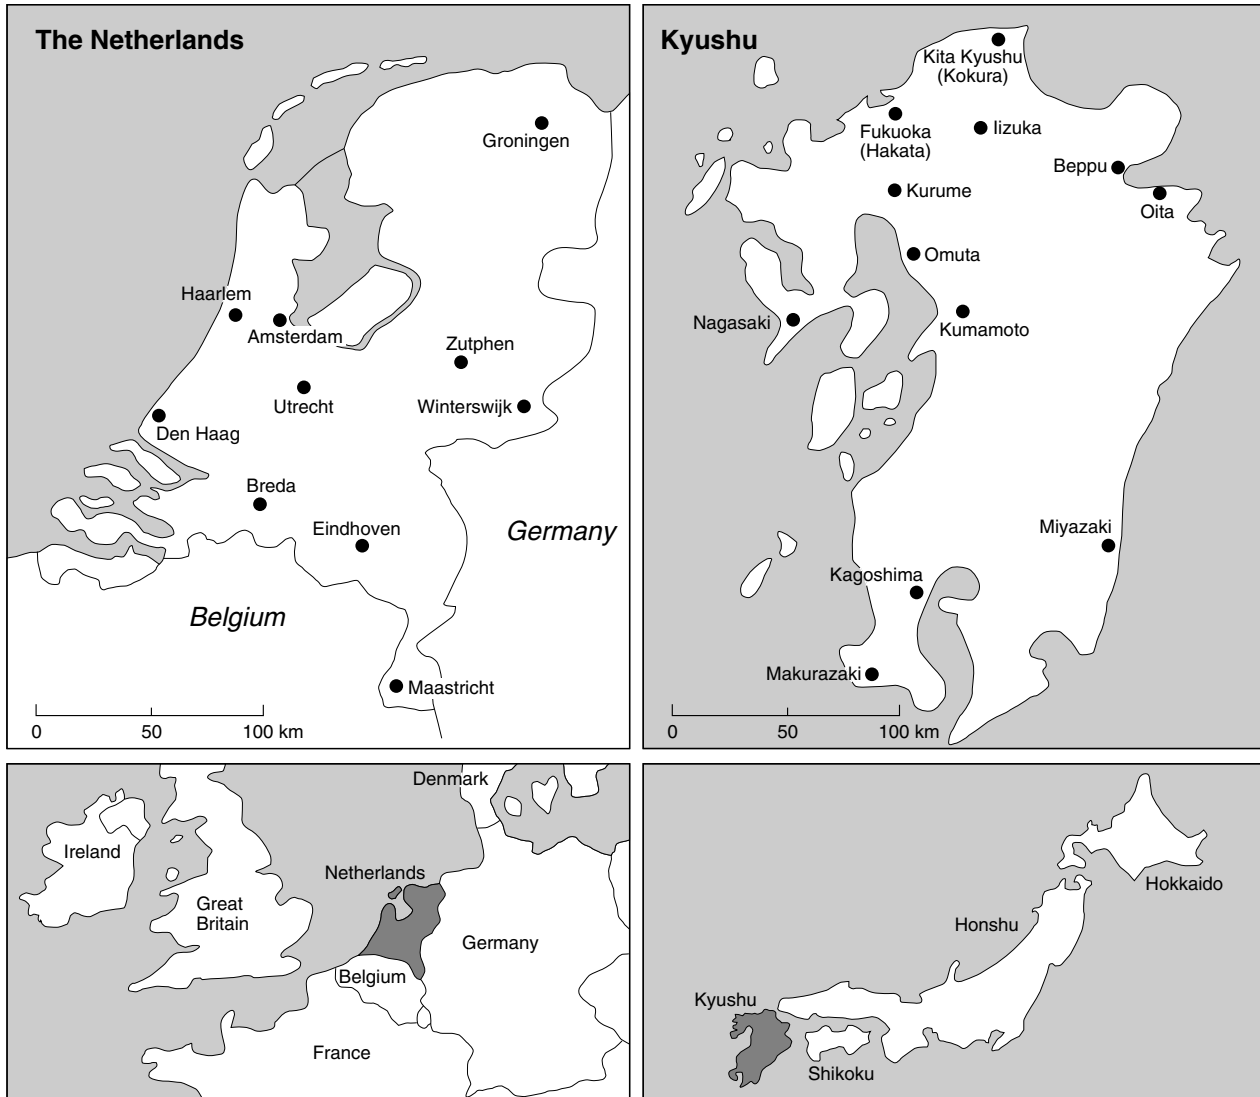 The Netherlands
Groningen
Haarlem
Amsterdam
Zutphen
Utrecht
Winterswijk
Den Haag
Breda
Eindhoven
Germany
Belgium
Maastricht
0 50 100 km
Kyushu
Kita Kyushu
(Kokura)
Fukuoka
(Hakata)
Iizuka
Beppu
Kurume
Oita
Omuta
Nagasaki
Kumamoto
Miyazaki
Kagoshima
Makurazaki
0 50 100 km
Denmark
Ireland
Netherlands
Great
Britain
Germany
Belgium
France
Hokkaido
Honshu
Kyushu
Shikoku